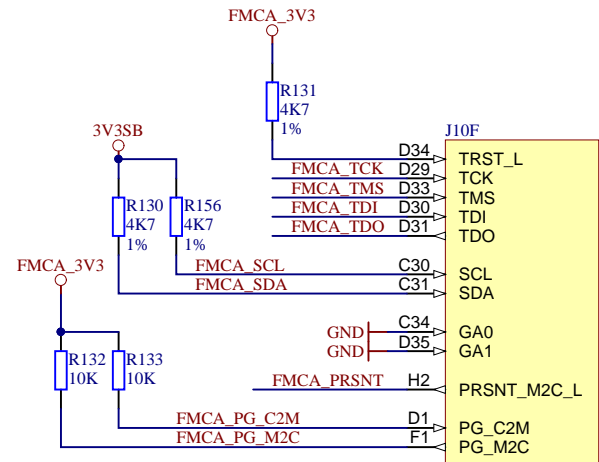 FMCA_3V3
R131
4K7
1%
J10F
3V3SB
D34 TRST_L
FMCA_TCK D29 TCK
FMCA_TMS D33 TMS
FMCA_TDI D30 TDI
FMCA_TDO D31 TDO
R130 R156
4K7 4K7
1% 1%
FMCA_SCL C30 SCL
FMCA_SDA C31 SDA
FMCA_3V3
GND C34 GA0
GND D35 GA1
R132 R133
10K 10K
FMCA_PRSNT H2 PRSNT_M2C_L
FMCA_PG_C2M D1 PG_C2M
FMCA_PG_M2C F1 PG_M2C